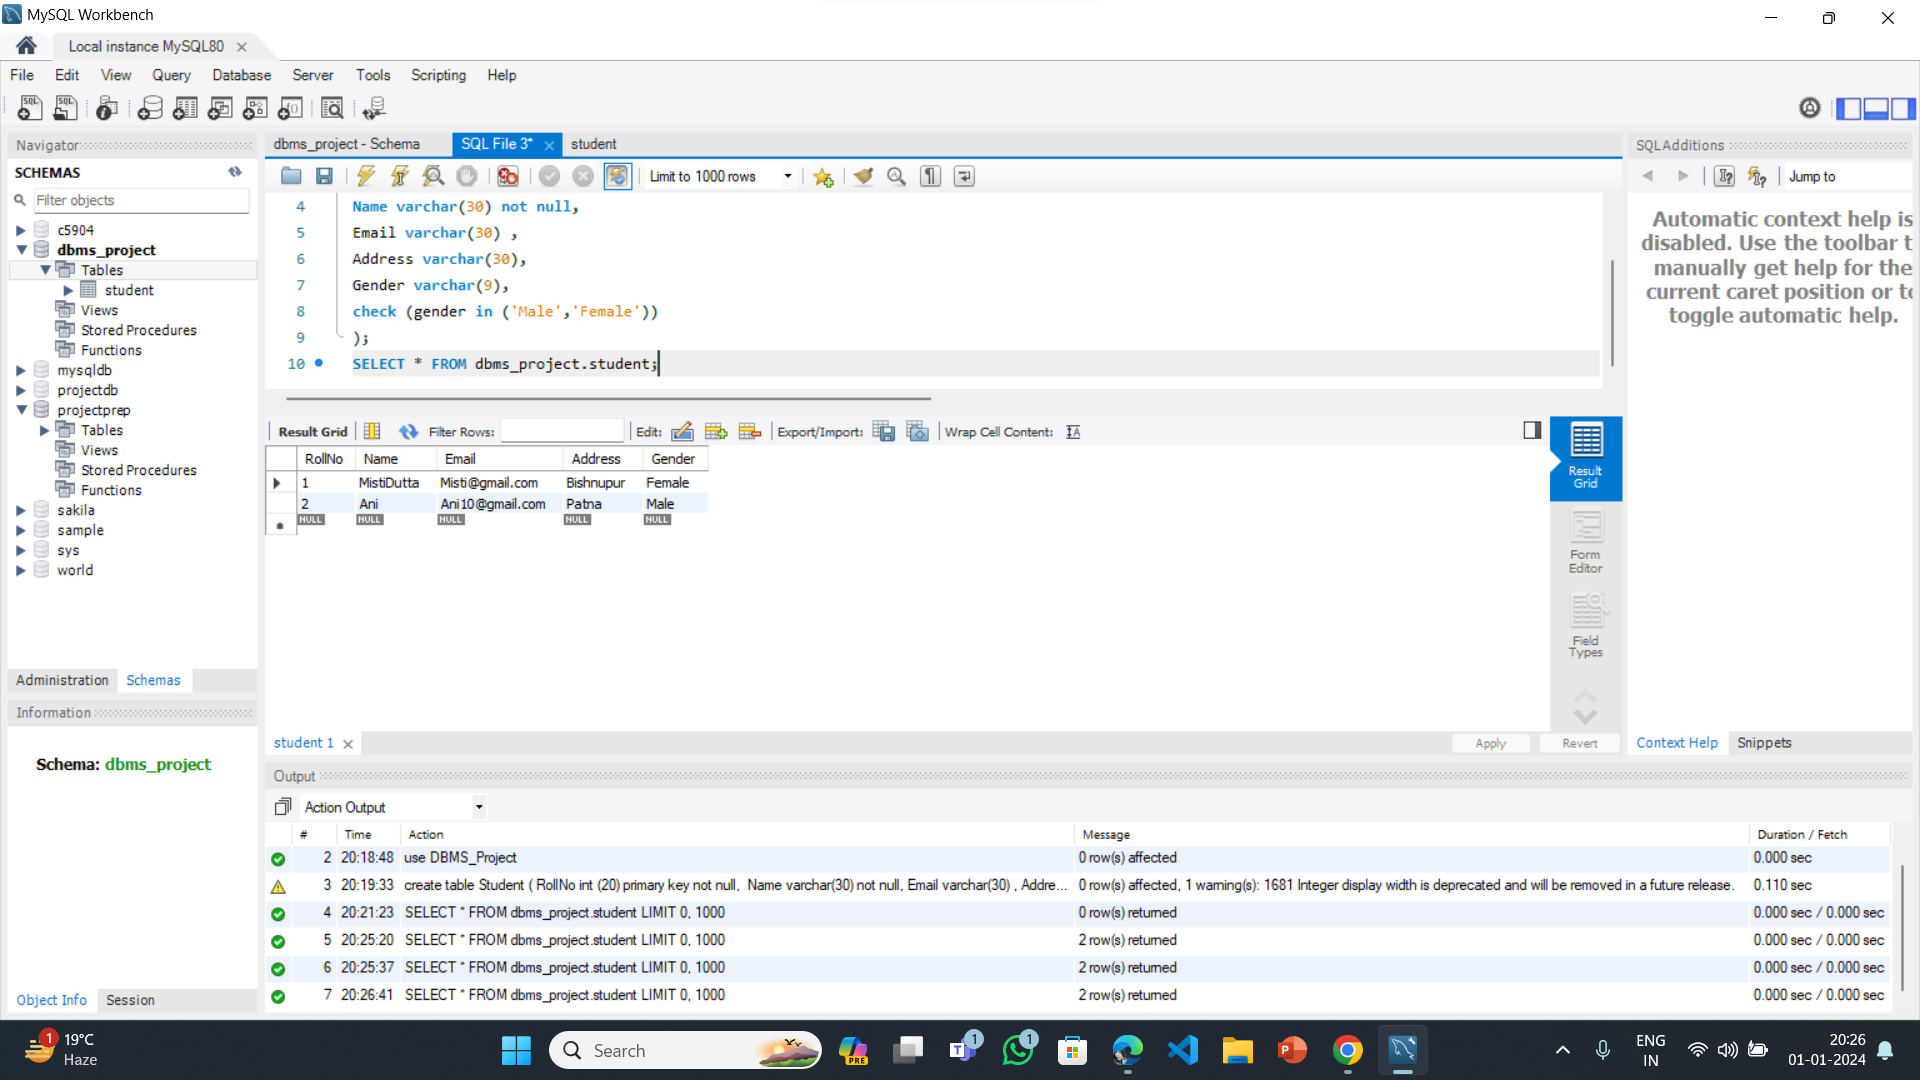 MySQL Workbench
Local instance MySQL80
File Edit View Query Database Server Tools Scripting Help
Navigator
SCHEMAS
Filter objects
c5904
dbms_project
Tables
student
Views
Stored Procedures
Functions
mysqldb
projectdb
projectprep
Tables
Views
Stored Procedures
Functions
sakila
sample
sys
world
Administration Schemas
Information
Schema: dbms_project
Object Info Session
dbms_project - Schema SQL File 3* student
Limit to 1000 rows
4 Name varchar(30) not null,
5 Email varchar(30) ,
6 Address varchar(30),
7 Gender varchar(9),
8 check (gender in ('Male','Female'))
9 );
10 SELECT * FROM dbms_project.student;
Result Grid Filter Rows: Edit: Export/Import: Wrap Cell Content:
RollNo Name Email Address Gender
1 MistiDutta Misti@gmail.com Bishnupur Female
2 Ani Ani10@gmail.com Patna Male
NULL NULL NULL NULL NULL
Result
Grid
Form
Editor
Field
Types
student 1 Apply Revert
SQLAdditions
Jump to
Automatic context help is
disabled. Use the toolbar t
manually get help for the
current caret position or to
toggle automatic help.
Context Help Snippets
Output
Action Output
# Time Action Message Duration / Fetch
2 20:18:48 use DBMS_Project 0 row(s) affected 0.000 sec
3 20:19:33 create table Student ( RollNo int (20) primary key not null, Name varchar(30) not null, Email varchar(30) , Addre... 0 row(s) affected, 1 warning(s): 1681 Integer display width is deprecated and will be removed in a future release. 0.110 sec
4 20:21:23 SELECT * FROM dbms_project.student LIMIT 0, 1000 0 row(s) returned 0.000 sec / 0.000 sec
5 20:25:20 SELECT * FROM dbms_project.student LIMIT 0, 1000 2 row(s) returned 0.000 sec / 0.000 sec
6 20:25:37 SELECT * FROM dbms_project.student LIMIT 0, 1000 2 row(s) returned 0.000 sec / 0.000 sec
7 20:26:41 SELECT * FROM dbms_project.student LIMIT 0, 1000 2 row(s) returned 0.000 sec / 0.000 sec
1 19°C
Haze
Search
PRE
1
1
ENG
IN
20:26
01-01-2024